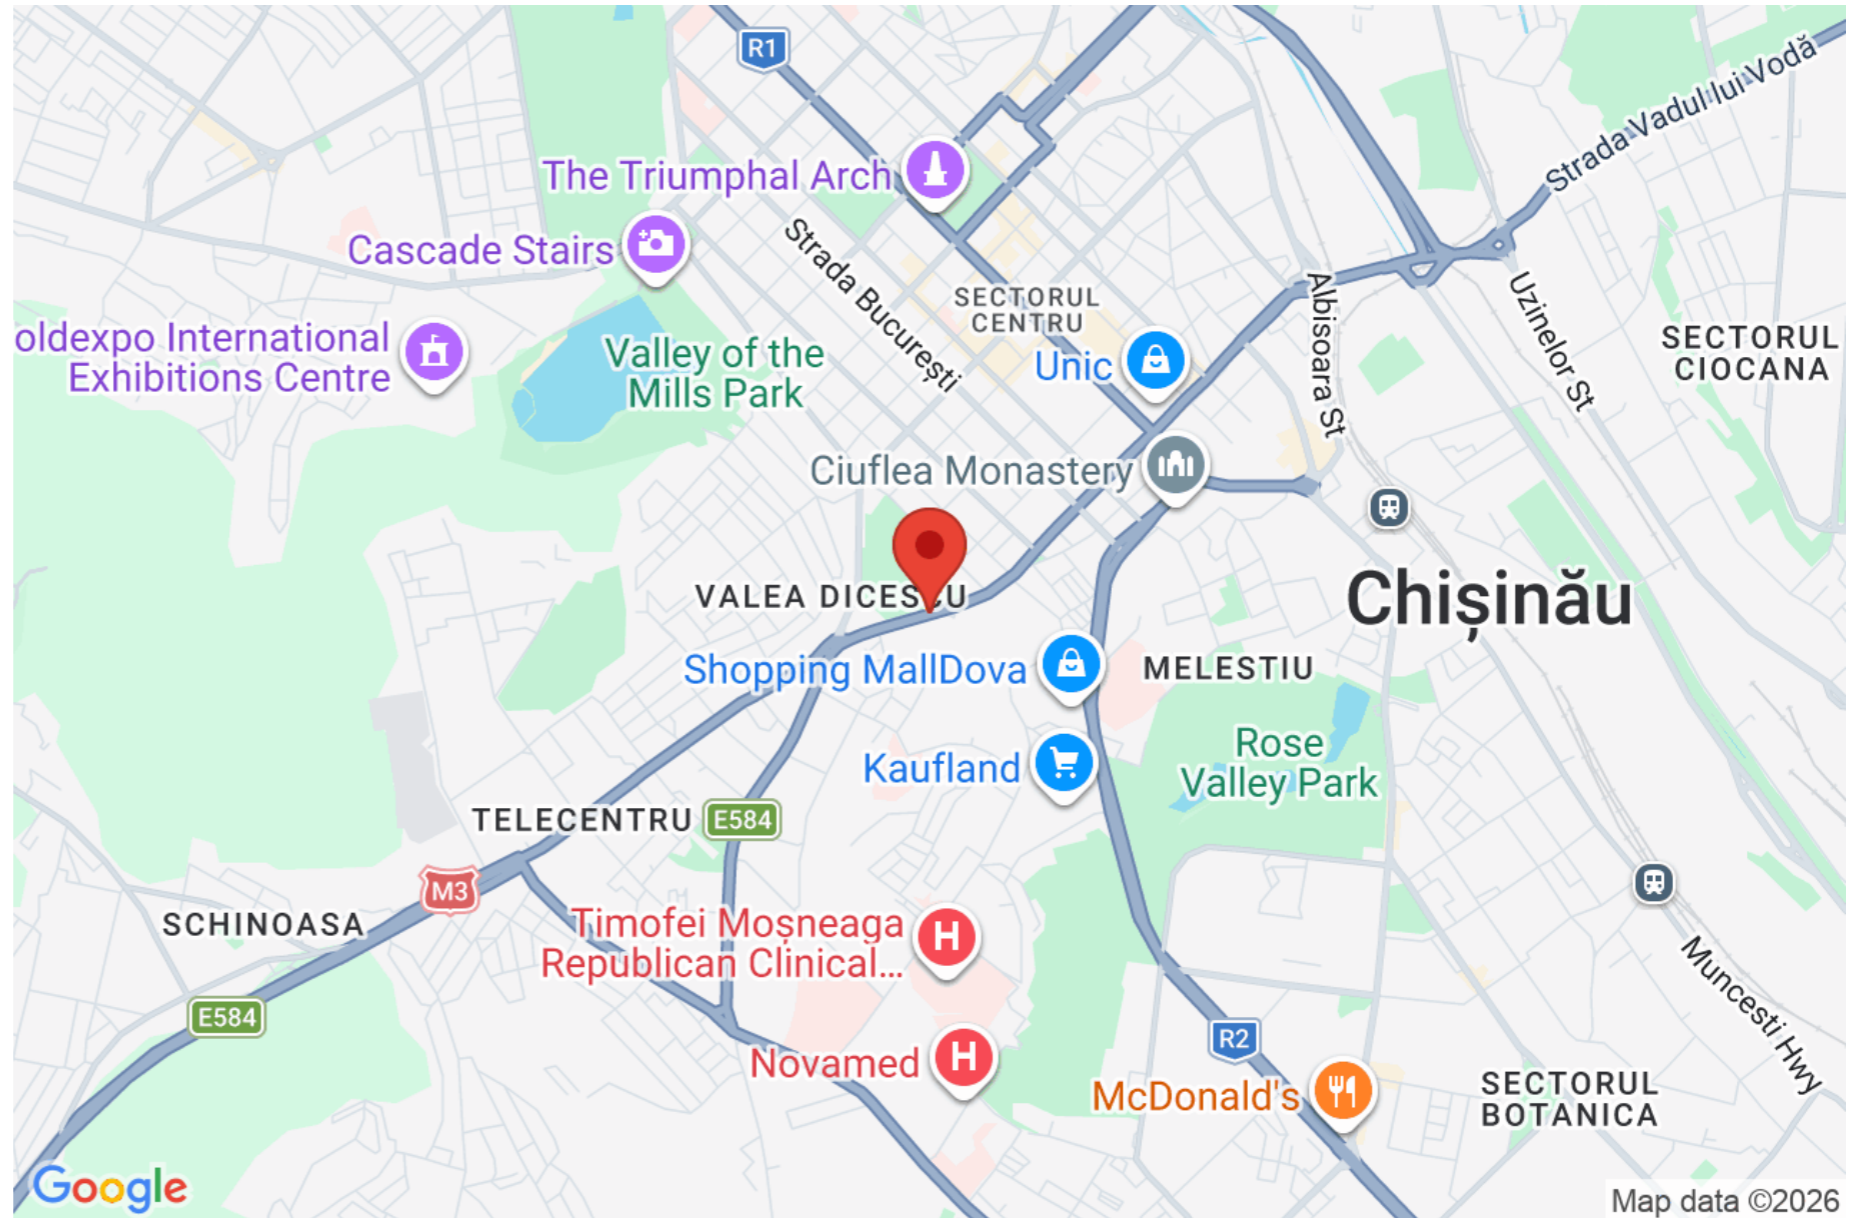 R1
Strada Vadul lui Vodă
The Triumphal Arch
Cascade Stairs
Strada București
SECTORUL
CENTRU
Albisoara St
Uzinelor St
oldexpo International
Exhibitions Centre
Valley of the
Mills Park
Unic
SECTORUL
CIOCANA
Ciuflea Monastery
VALEA DICESCU
Chișinău
Shopping MallDova
MELESTIU
Rose
Valley Park
Kaufland
TELECENTRU
E584
M3
SCHINOASA
Timofei Moșneaga
Republican Clinical...
H
Muncesti Hwy
E584
R2
Novamed
H
McDonald's
SECTORUL
BOTANICA
Google
Map data ©2026